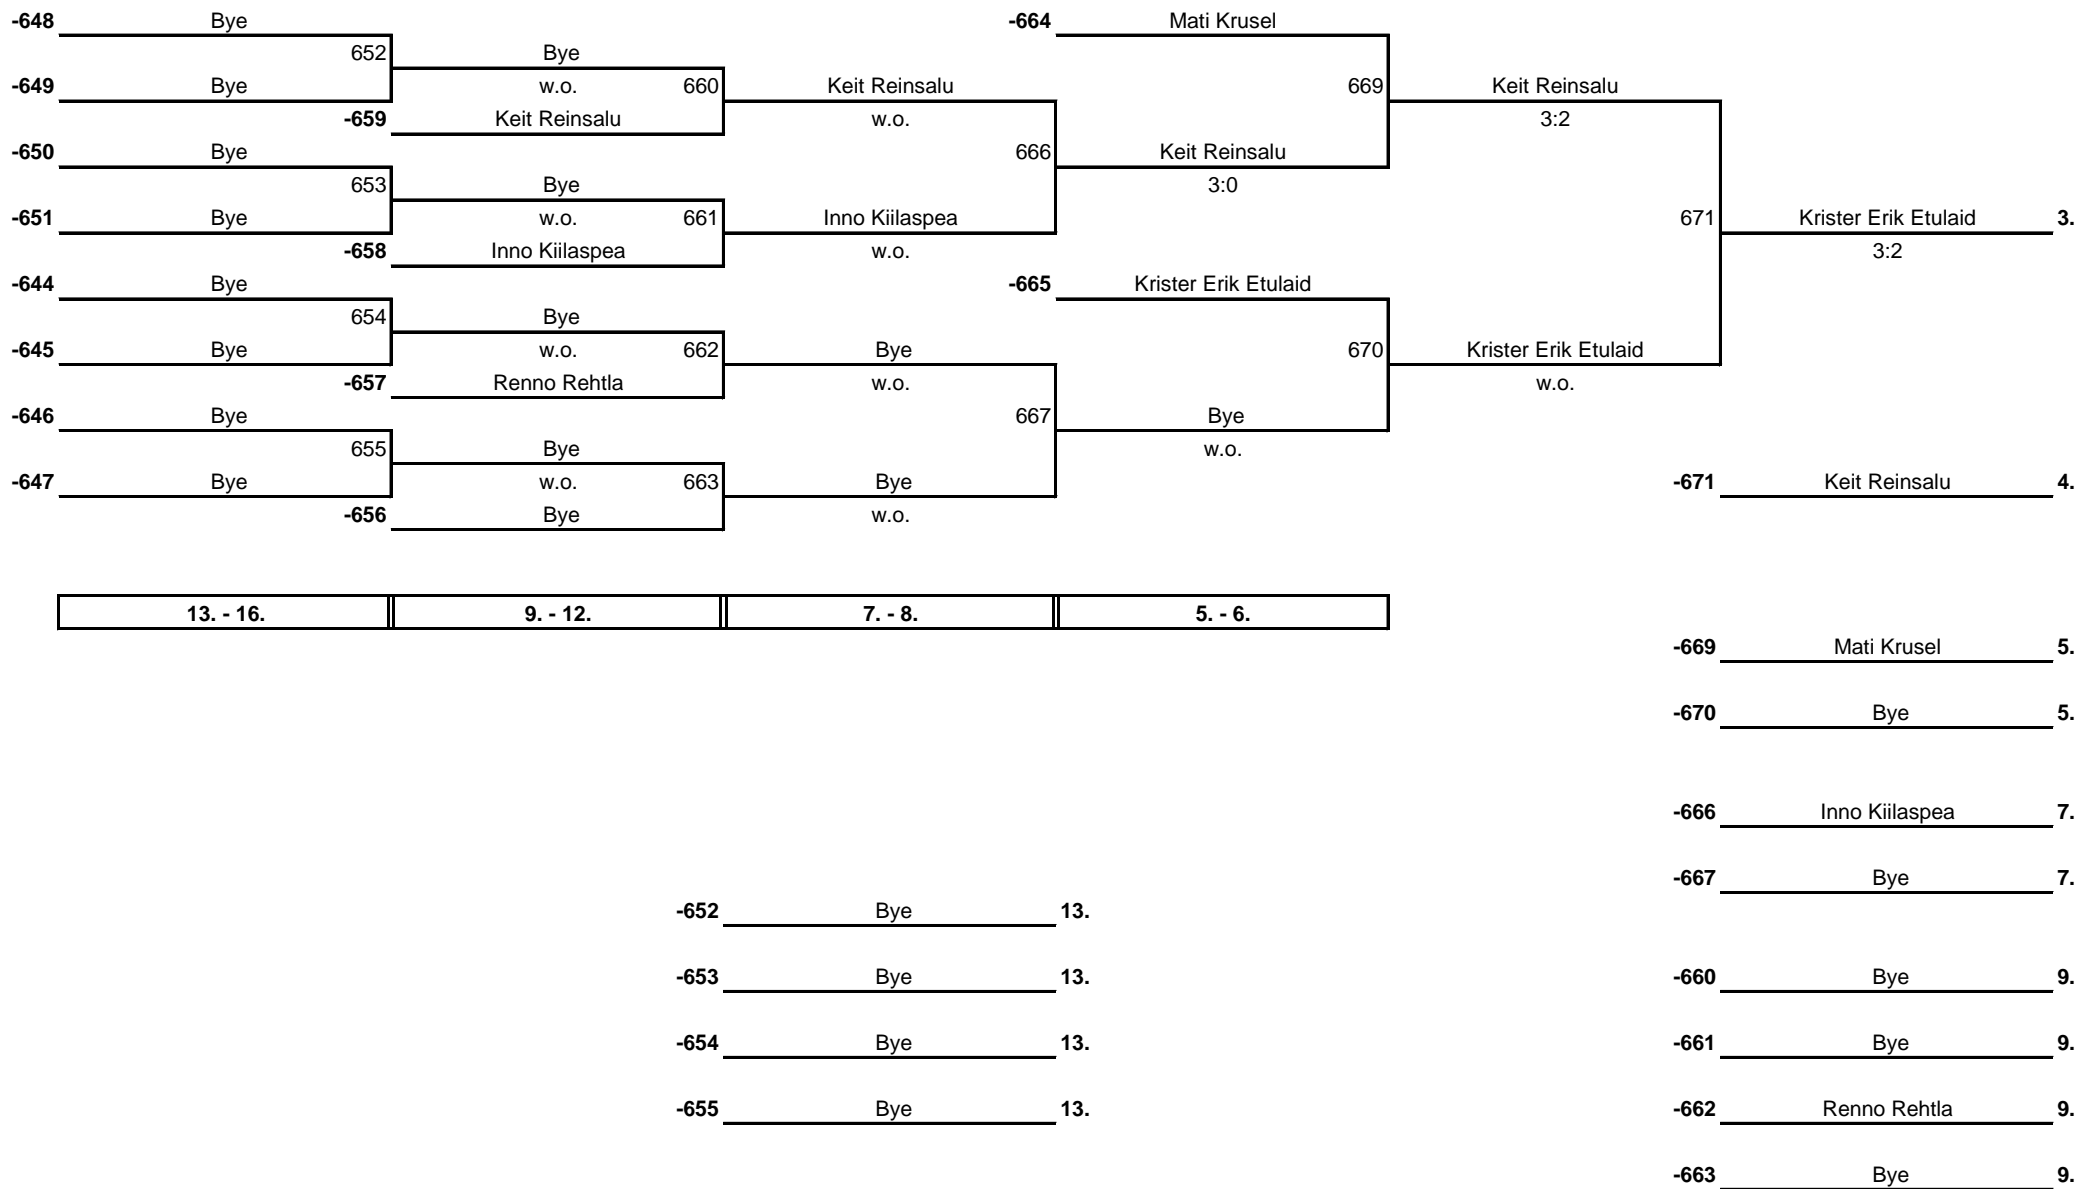 -648 Bye -664 Mati Krusel
652 Bye
-649 Bye w.o. 660 Keit Reinsalu 669 Keit Reinsalu
-659 Keit Reinsalu w.o. 3:2
-650 Bye 666 Keit Reinsalu
653 Bye 3:0
-651 Bye w.o. 661 Inno Kiilaspea 671 Krister Erik Etulaid 3.
-658 Inno Kiilaspea w.o. 3:2
-644 Bye -665 Krister Erik Etulaid
654 Bye
-645 Bye w.o. 662 Bye 670 Krister Erik Etulaid
-657 Renno Rehtla w.o. w.o.
-646 Bye 667 Bye
655 Bye w.o.
-647 Bye w.o. 663 Bye -671 Keit Reinsalu 4.
-656 Bye w.o.
13. - 16. 9. - 12. 7. - 8. 5. - 6.
-669 Mati Krusel 5.
-670 Bye 5.
-666 Inno Kiilaspea 7.
-667 Bye 7.
-652 Bye 13.
-653 Bye 13. -660 Bye 9.
-654 Bye 13. -661 Bye 9.
-655 Bye 13. -662 Renno Rehtla 9.
-663 Bye 9.